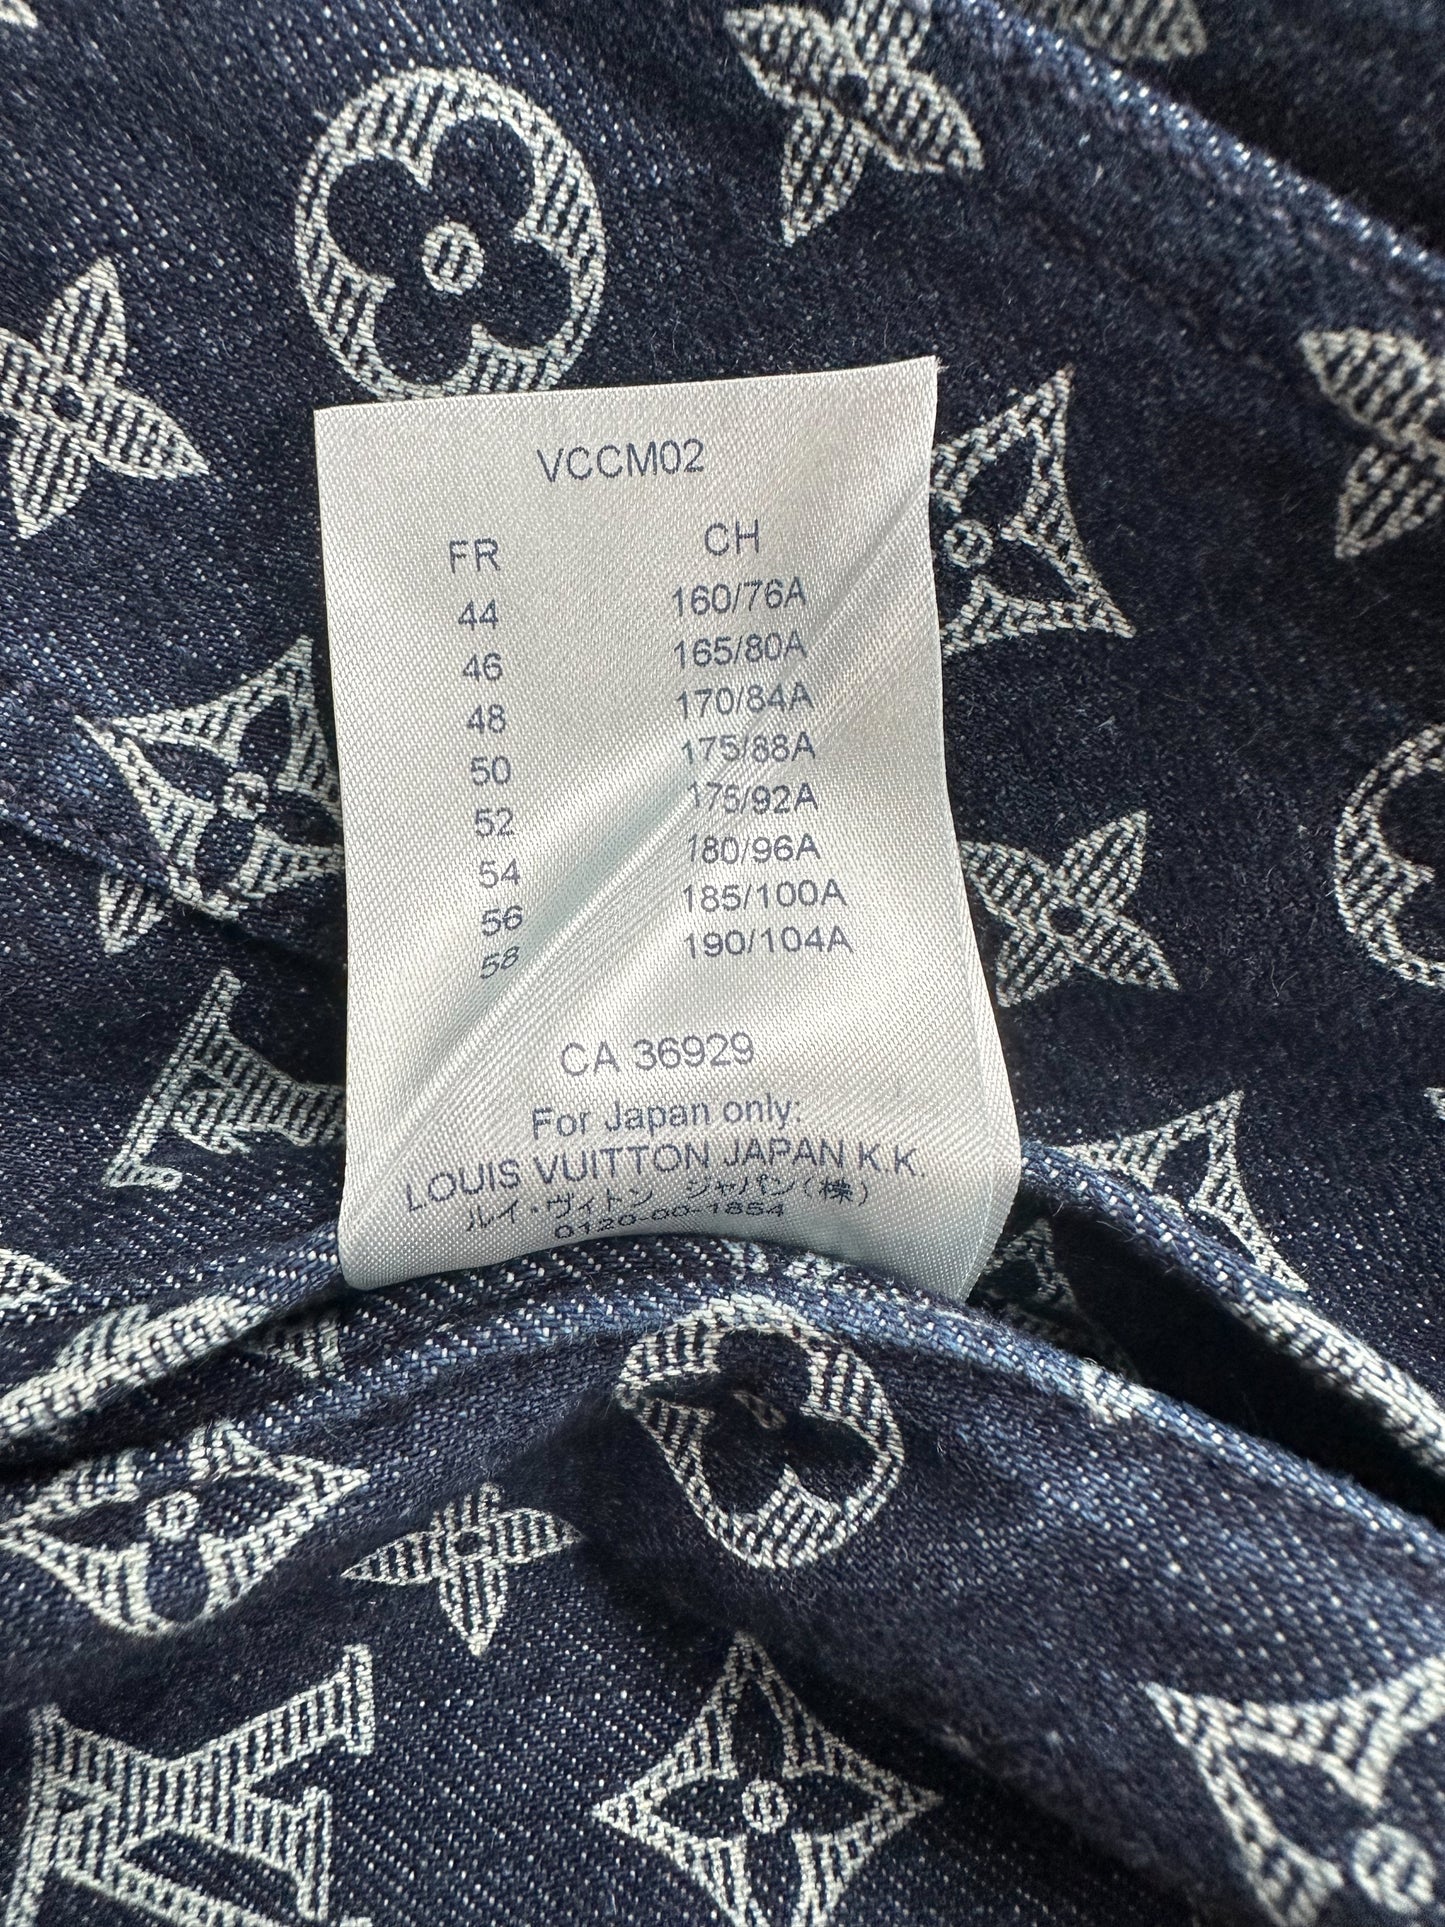 VCCM02
FR CH
44 160/76A
46 165/80A
48 170/84A
50 175/88A
52 175/92A
54 180/96A
56 185/100A
58 190/104A
CA 36929
For Japan only:
LOUIS VUITTON JAPAN K.K.
ルイ・ヴィトン ジャパン(株)
0120-00-1854